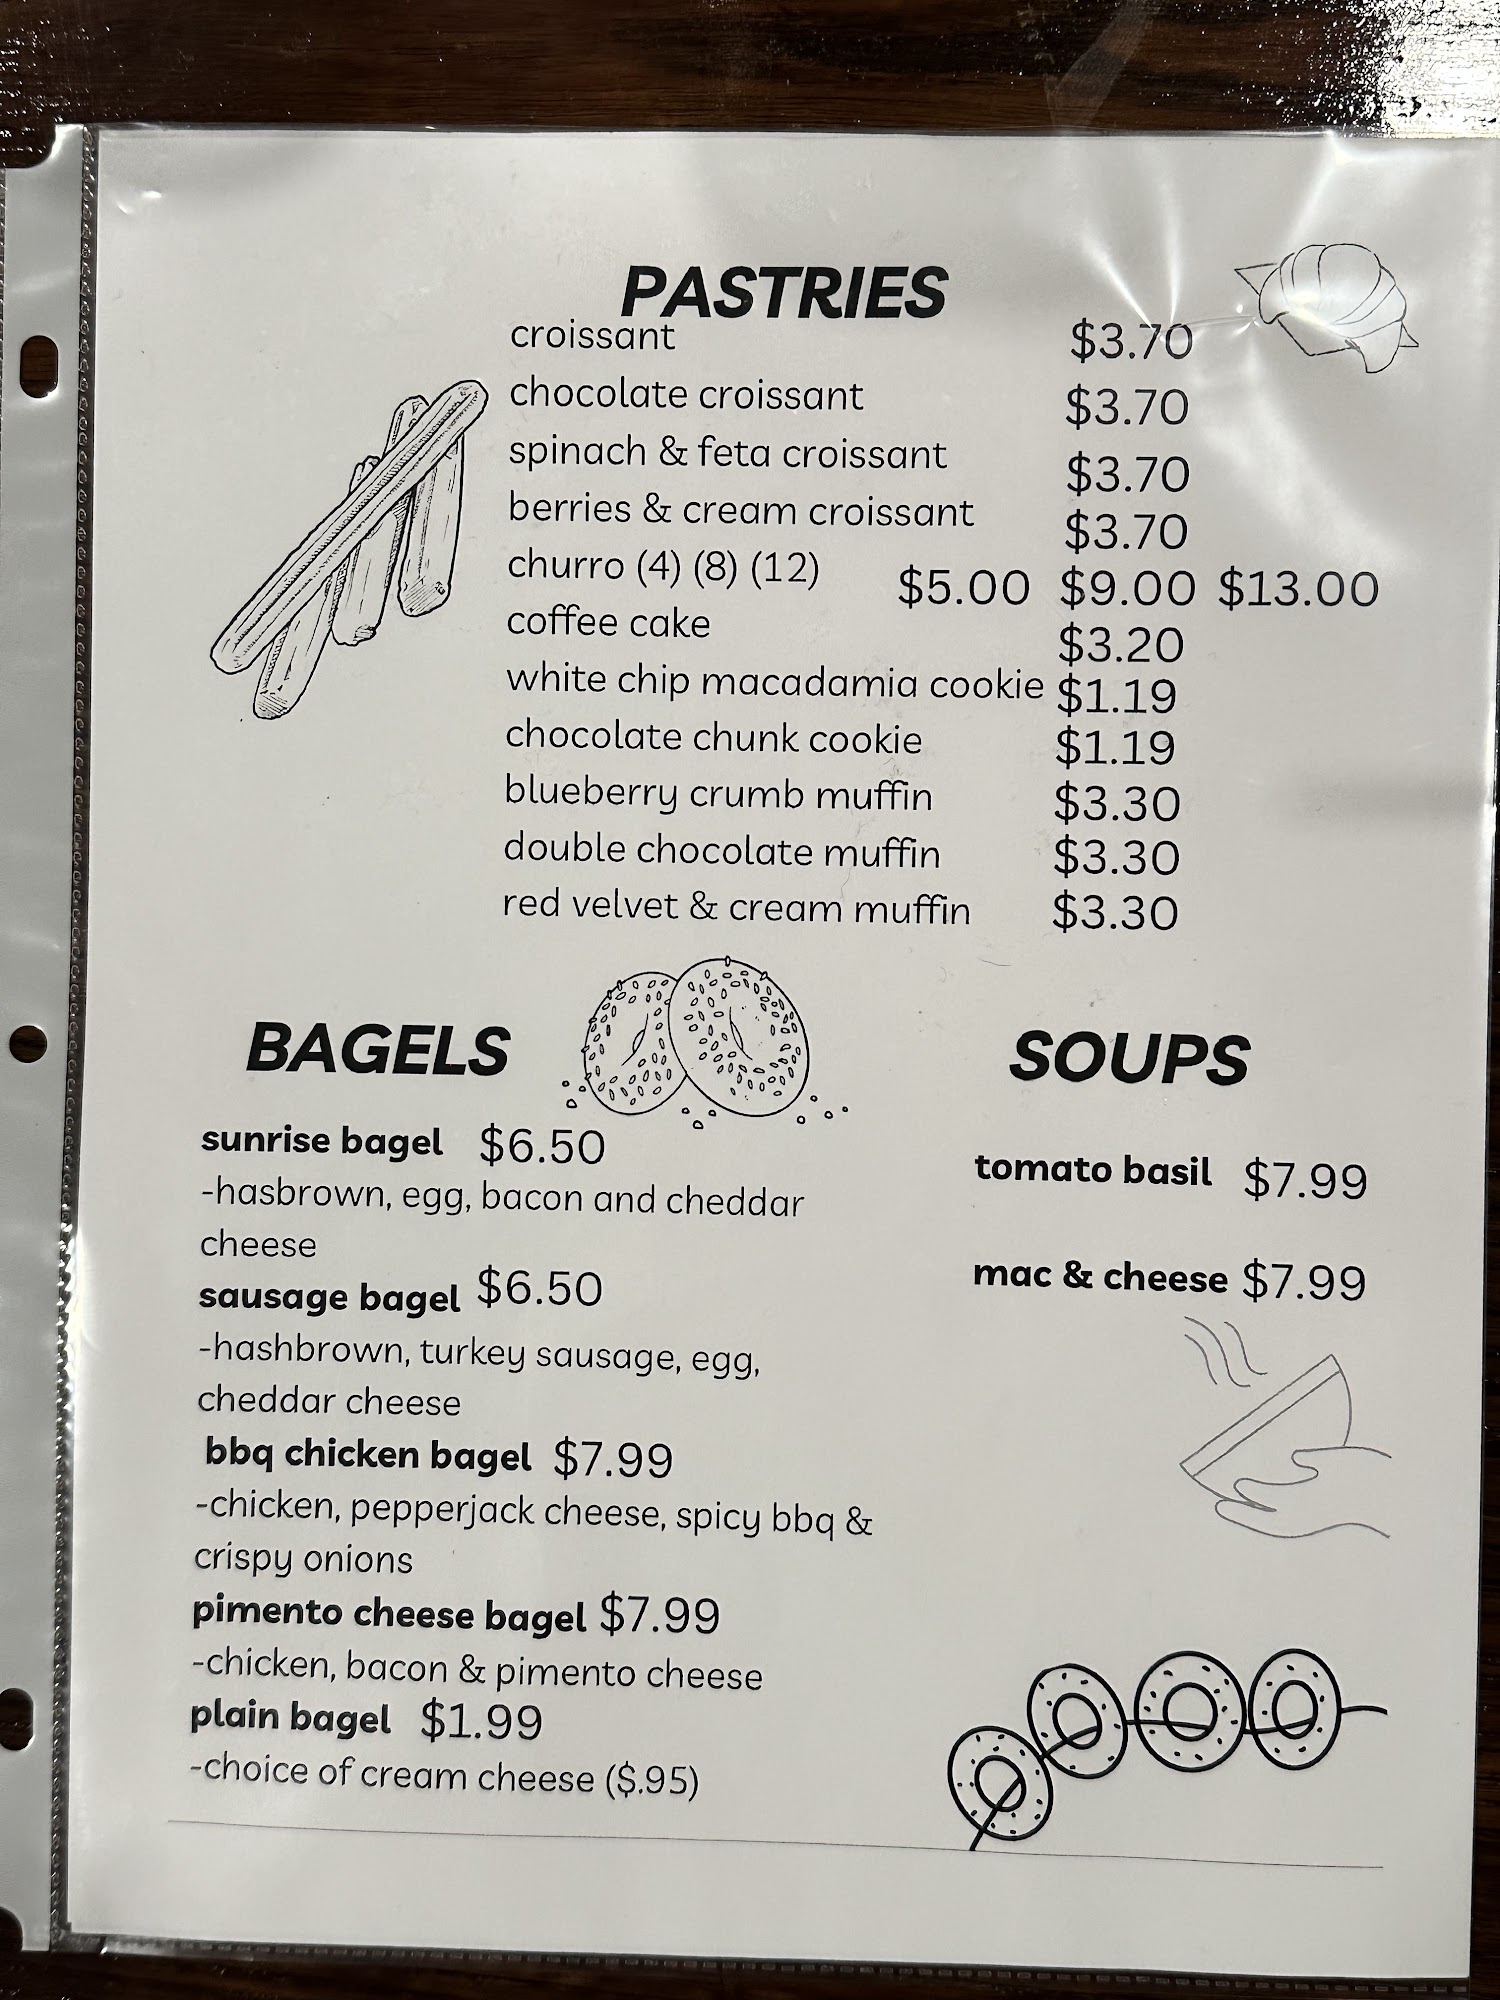 PASTRIES
croissant $3.70
chocolate croissant $3.70
spinach & feta croissant $3.70
berries & cream croissant $3.70
churro (4) (8) (12) $5.00 $9.00 $13.00
coffee cake $3.20
white chip macadamia cookie $1.19
chocolate chunk cookie $1.19
blueberry crumb muffin $3.30
double chocolate muffin $3.30
red velvet & cream muffin $3.30
BAGELS
sunrise bagel $6.50
-hasbrown, egg, bacon and cheddar
cheese
sausage bagel $6.50
-hashbrown, turkey sausage, egg,
cheddar cheese
bbq chicken bagel $7.99
-chicken, pepperjack cheese, spicy bbq &
crispy onions
pimento cheese bagel $7.99
-chicken, bacon & pimento cheese
plain bagel $1.99
-choice of cream cheese ($.95)
SOUPS
tomato basil $7.99
mac & cheese $7.99